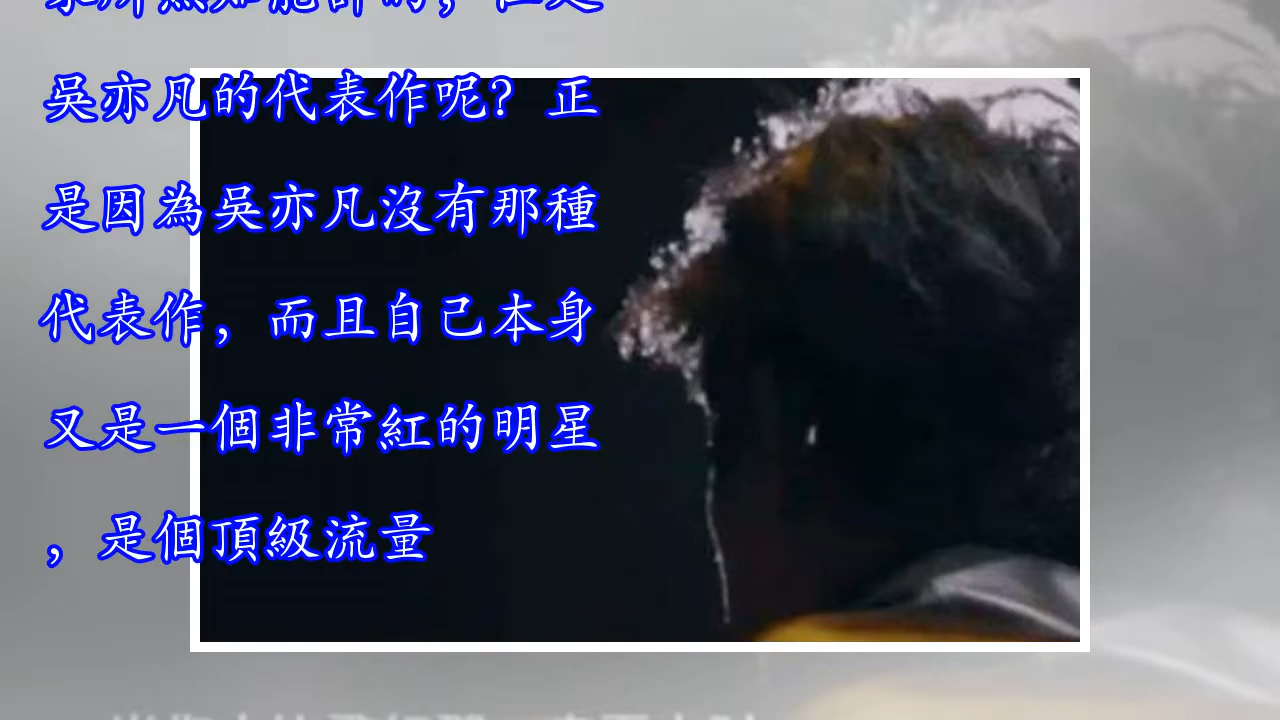 吳亦凡的代表作呢？正
是因為吳亦凡沒有那種
代表作，而且自己本身
又是一個非常紅的明星
，是個頂級流量